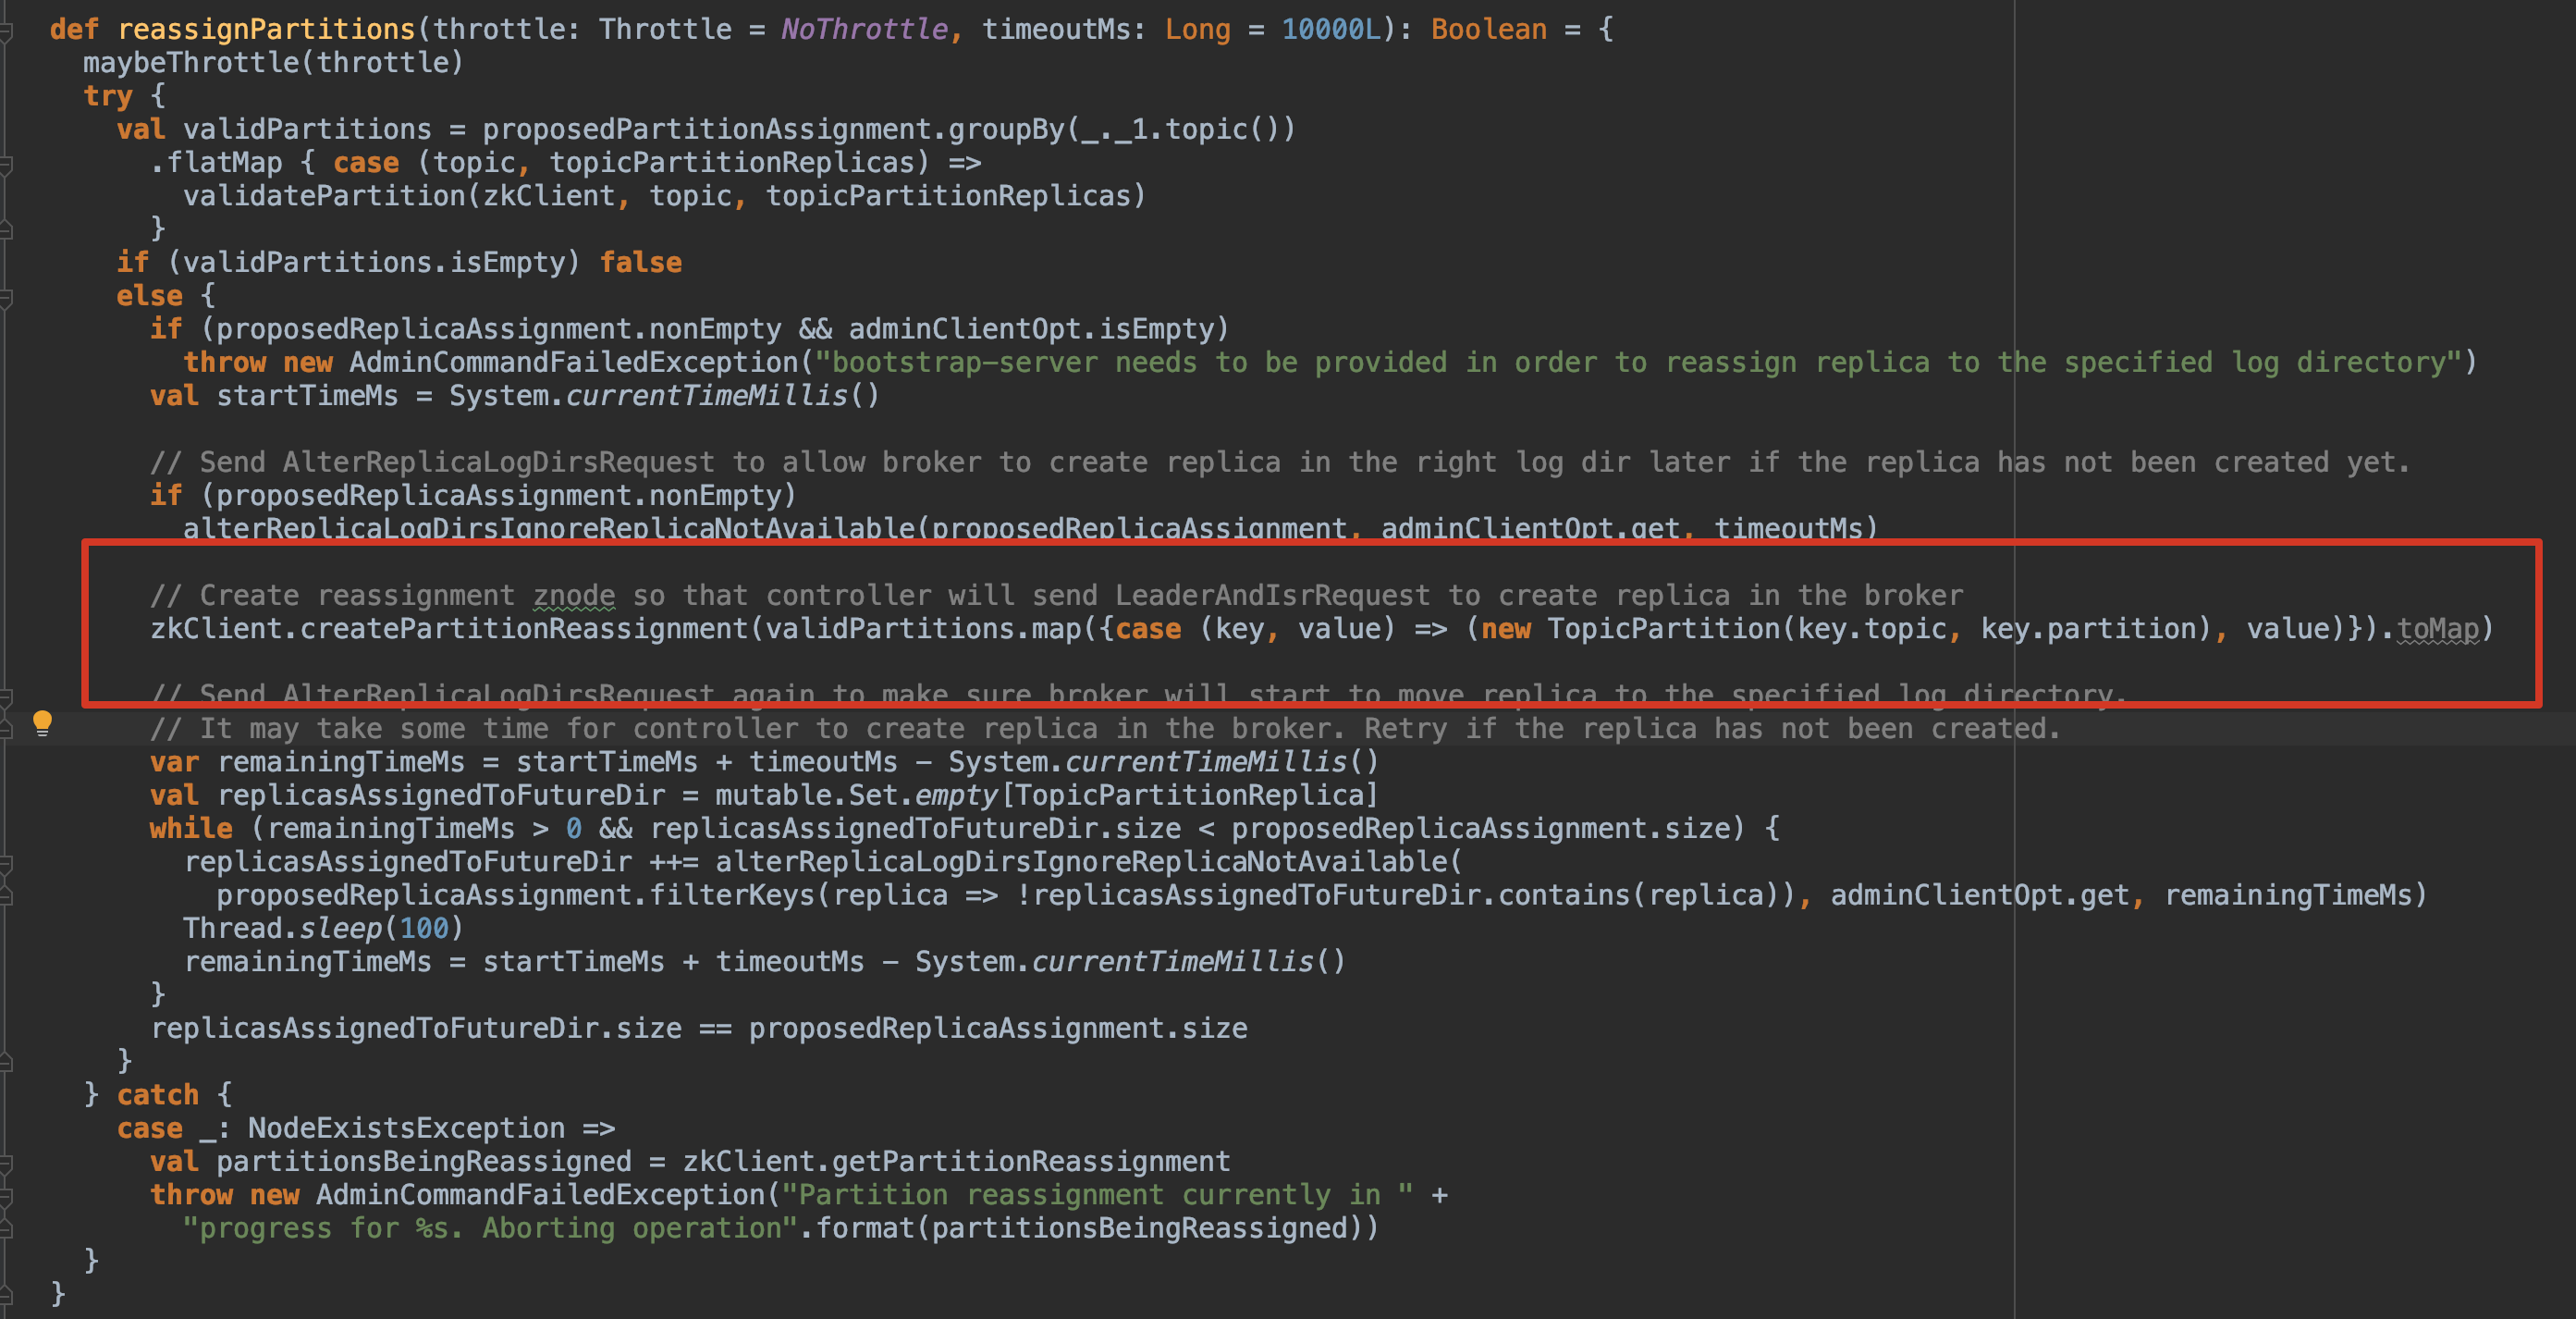 def reassignPartitions(throttle: Throttle = NoThrottle, timeoutMs: Long = 10000L): Boolean = {
  maybeThrottle(throttle)
  try {
    val validPartitions = proposedPartitionAssignment.groupBy(_._1.topic())
      .flatMap { case (topic, topicPartitionReplicas) =>
        validatePartition(zkClient, topic, topicPartitionReplicas)
      }
    if (validPartitions.isEmpty) false
    else {
      if (proposedReplicaAssignment.nonEmpty && adminClientOpt.isEmpty)
        throw new AdminCommandFailedException("bootstrap-server needs to be provided in order to reassign replica to the specified log directory")
      val startTimeMs = System.currentTimeMillis()

      // Send AlterReplicaLogDirsRequest to allow broker to create replica in the right log dir later if the replica has not been created yet.
      if (proposedReplicaAssignment.nonEmpty)
        alterReplicaLogDirsIgnoreReplicaNotAvailable(proposedReplicaAssignment, adminClientOpt.get, timeoutMs)

      // Create reassignment znode so that controller will send LeaderAndIsrRequest to create replica in the broker
      zkClient.createPartitionReassignment(validPartitions.map({case (key, value) => (new TopicPartition(key.topic, key.partition), value)}).toMap)

      // Send AlterReplicaLogDirsRequest again to make sure broker will start to move replica to the specified log directory.
      // It may take some time for controller to create replica in the broker. Retry if the replica has not been created.
      var remainingTimeMs = startTimeMs + timeoutMs - System.currentTimeMillis()
      val replicasAssignedToFutureDir = mutable.Set.empty[TopicPartitionReplica]
      while (remainingTimeMs > 0 && replicasAssignedToFutureDir.size < proposedReplicaAssignment.size) {
        replicasAssignedToFutureDir ++= alterReplicaLogDirsIgnoreReplicaNotAvailable(
          proposedReplicaAssignment.filterKeys(replica => !replicasAssignedToFutureDir.contains(replica)), adminClientOpt.get, remainingTimeMs)
        Thread.sleep(100)
        remainingTimeMs = startTimeMs + timeoutMs - System.currentTimeMillis()
      }
      replicasAssignedToFutureDir.size == proposedReplicaAssignment.size
    }
  } catch {
    case _: NodeExistsException =>
      val partitionsBeingReassigned = zkClient.getPartitionReassignment
      throw new AdminCommandFailedException("Partition reassignment currently in " +
        "progress for %s. Aborting operation".format(partitionsBeingReassigned))
  }
}